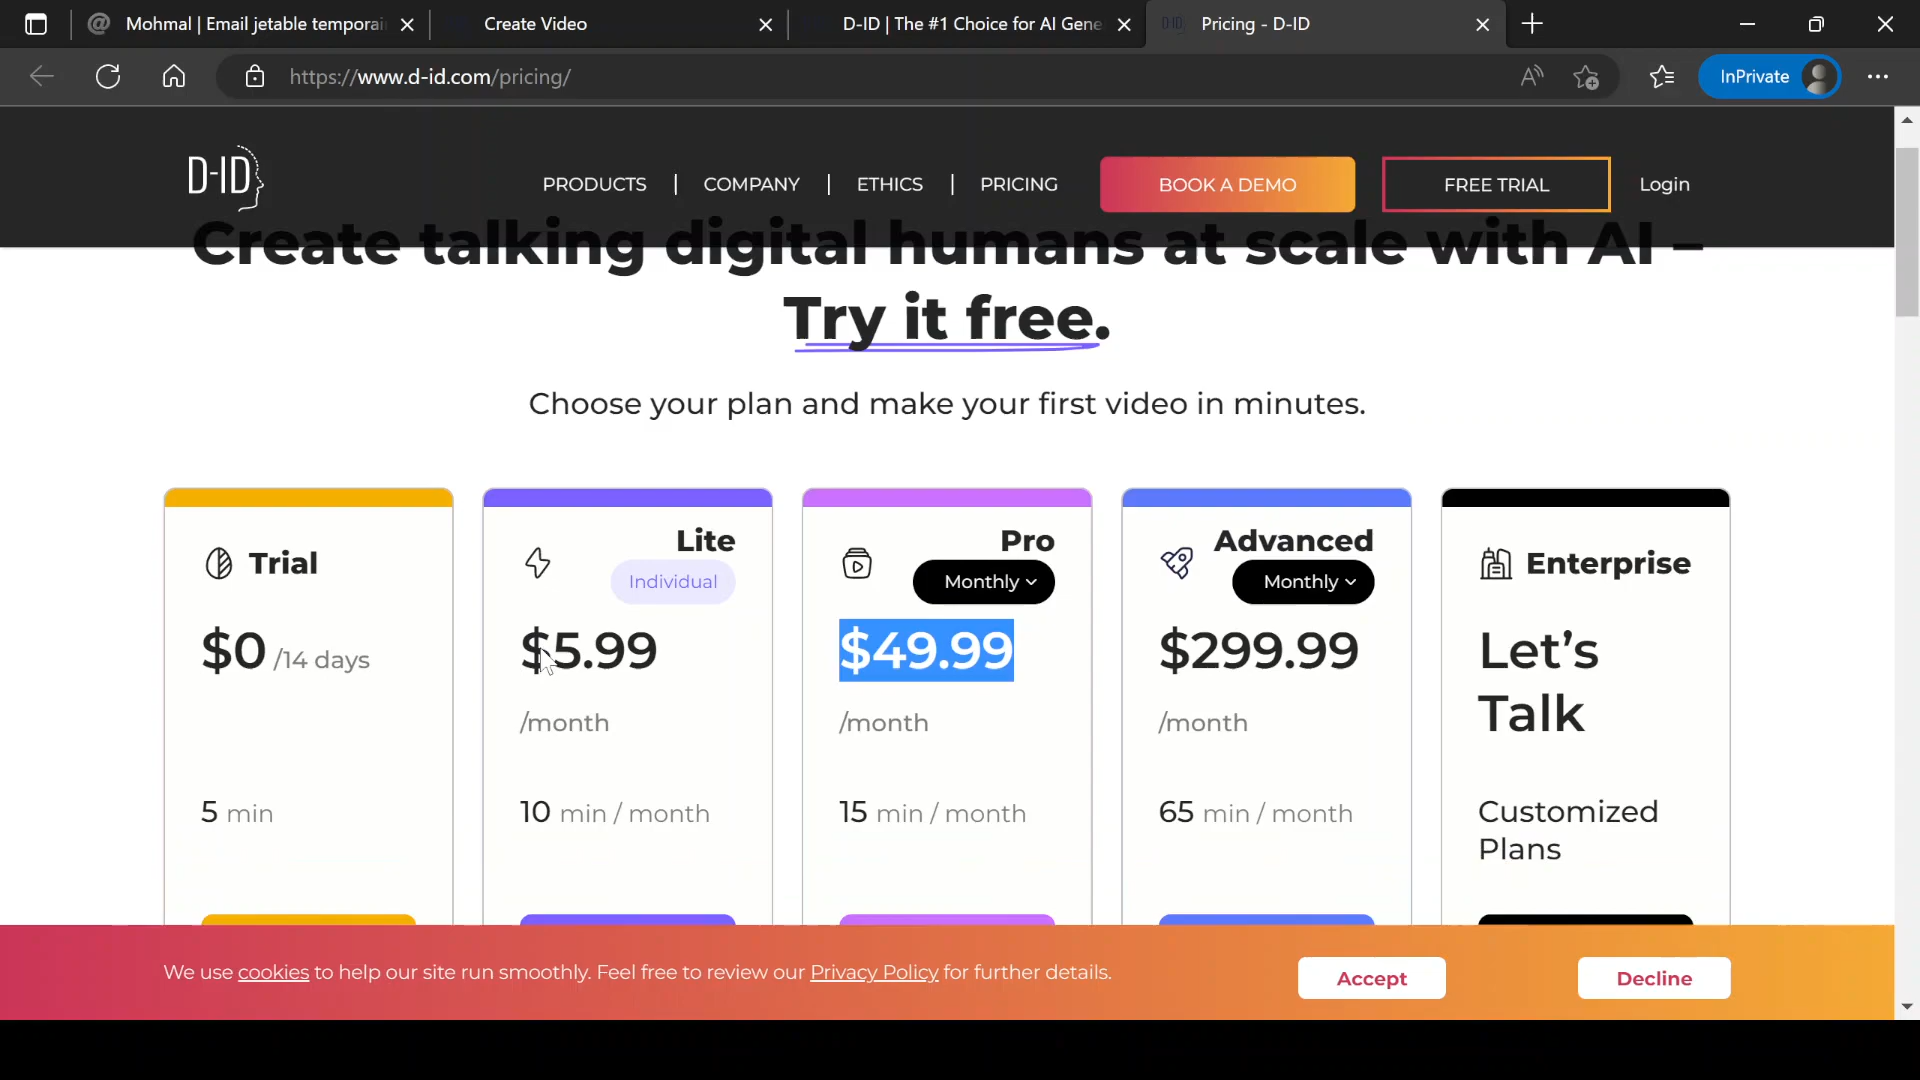 Mohmal | Email jetable temporai
Create Video
D-ID | The #1 Choice for AI Gene
Pricing - D-ID
https://www.d-id.com/pricing/
InPrivate
D-ID
PRODUCTS | COMPANY | ETHICS | PRICING
BOOK A DEMO
FREE TRIAL
Login
Create talking digital humans at scale with AI –
Try it free.
Choose your plan and make your first video in minutes.
Trial
$0 /14 days
5 min
Lite
Individual
$5.99
/month
10 min / month
Pro
Monthly
$49.99
/month
15 min / month
Advanced
Monthly
$299.99
/month
65 min / month
Enterprise
Let’s
Talk
Customized
Plans
We use cookies to help our site run smoothly. Feel free to review our Privacy Policy for further details.
Accept
Decline